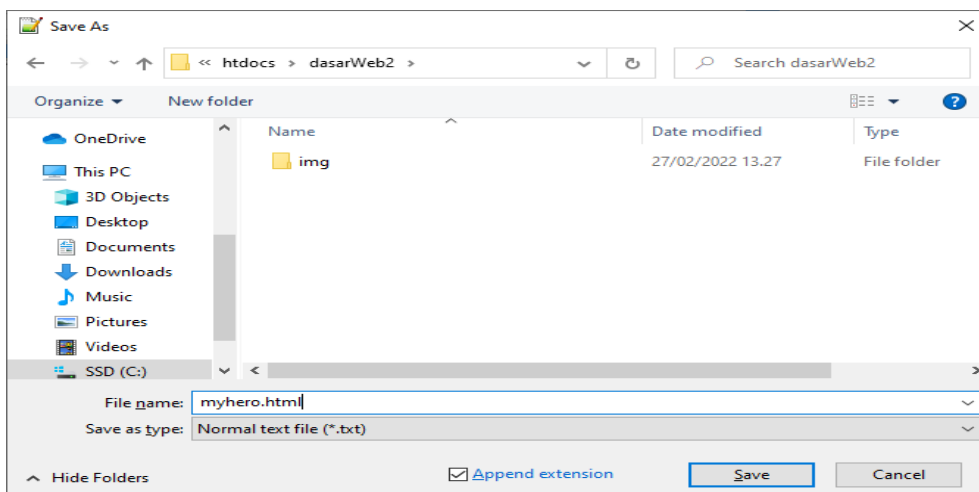 Save As
« htdocs > dasarWeb2 >
Search dasarWeb2
Organize
New folder
?
Name
Date modified
Type
OneDrive
This PC
3D Objects
Desktop
Documents
Downloads
Music
Pictures
Videos
SSD (C:)
img
27/02/2022 13.27
File folder
File name:
myhero.html
Save as type:
Normal text file (*.txt)
Hide Folders
Append extension
Save
Cancel